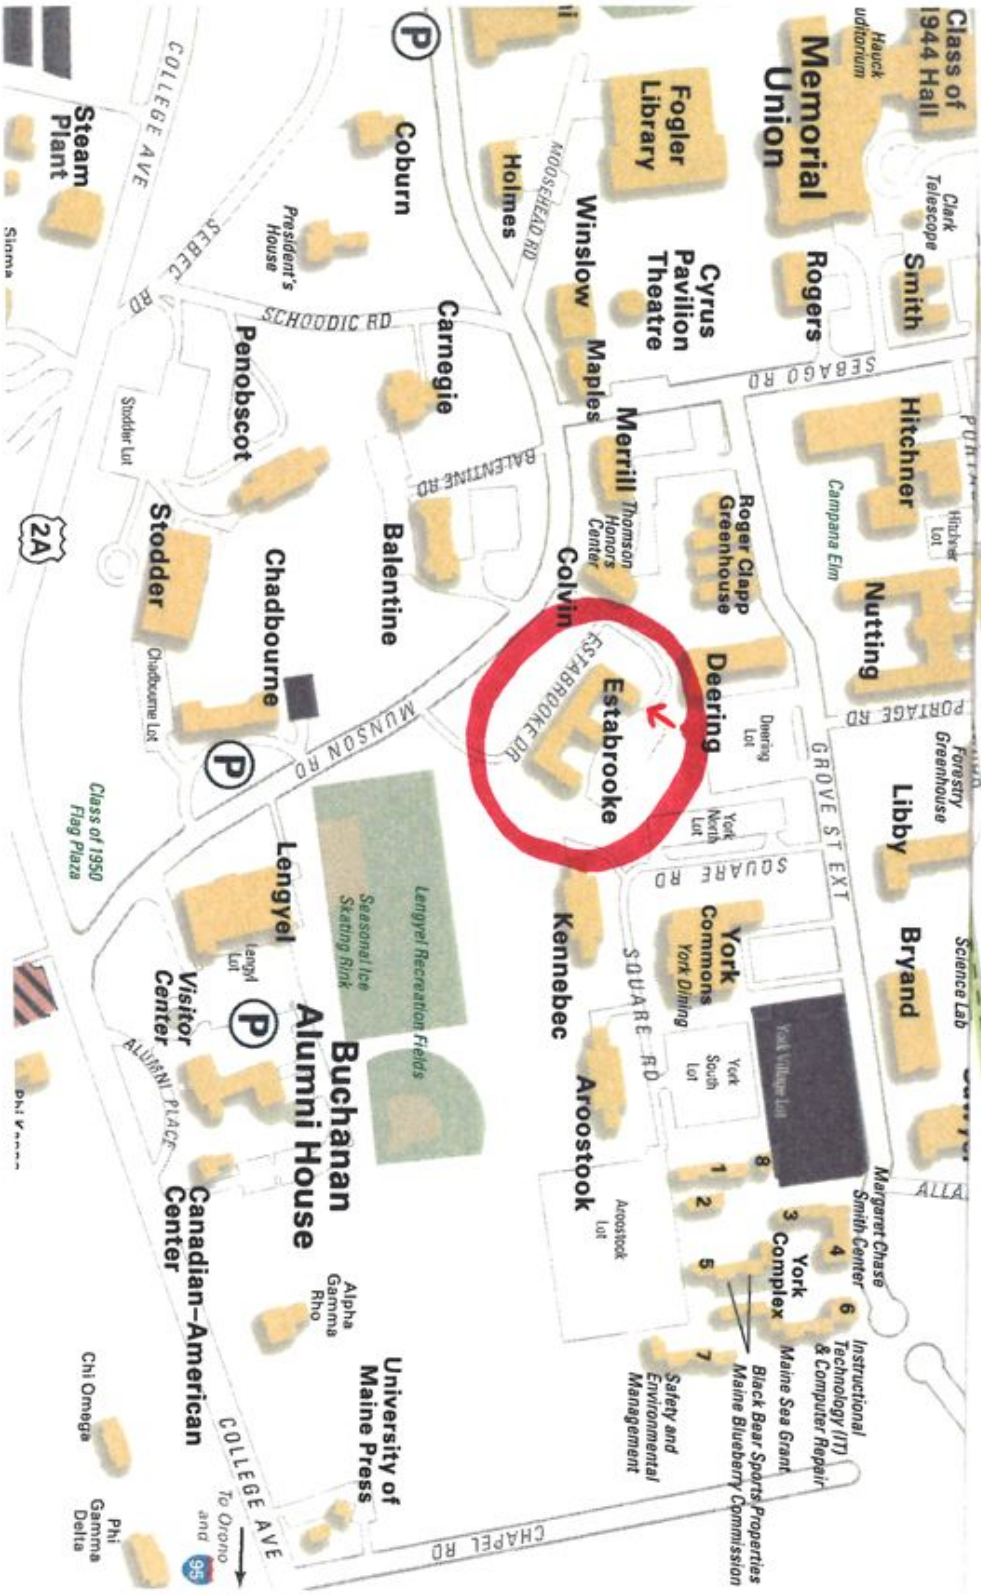 Class of
1944 Hall
Hauck
uditorium
Memorial
Union
Clark
Telescope
Smith
Rogers
SEBAGO RD
Hitchner
Hitchner
Lot
Campana Elm
Nutting
PORTAGE RD
Forestry
Greenhouse
Libby
GROVE ST EXT
Bryand
Science Lab
ALLA
Margaret Chase
Smith Center
Fogler
Library
Cyrus
Pavilion
Theatre
MOOSEHEAD RD
Holmes
Winslow
Maples
Merrill
Thomson
Honors
Center
Colvin
Roger Clapp
Greenhouse
Deering
Deering
Lot
ESTABROOKE DR
Estabrooke
York
North
Lot
SQUARE RD
York
Commons
York Dining
Kennebec
SQUARE RD
York
South
Lot
York Village Lot
Aroostook
Aroostook
Lot
1
8
2
3
4
5
6
7
York
Complex
Instructional
Technology (IT)
& Computer Repair
Maine Sea Grant
Black Bear Sports Properties
Maine Blueberry Commission
Safety and
Environmental
Management
P
Coburn
President's
House
SCHOODIC RD
Carnegie
BALENTINE RD
Balentine
Penobscot
Chadbourne
MUNSON RD
P
Lengyel Recreation Fields
Seasonal Ice
Skating Rink
Lengyel
Lengyl
Lot
P
Buchanan
Alumni House
Visitor
Center
ALUMNI PLACE
Canadian–American
Center
Alpha
Gamma
Rho
University of
Maine Press
CHAPEL RD
COLLEGE AVE
SEBEC RD
Steam
Plant
Sigma
Stodder Lot
Stodder
Chadbourne Lot
2A
Class of 1950
Flag Plaza
Phi Kappa
Chi Omega
Phi
Gamma
Delta
COLLEGE AVE
To Orono
and
95